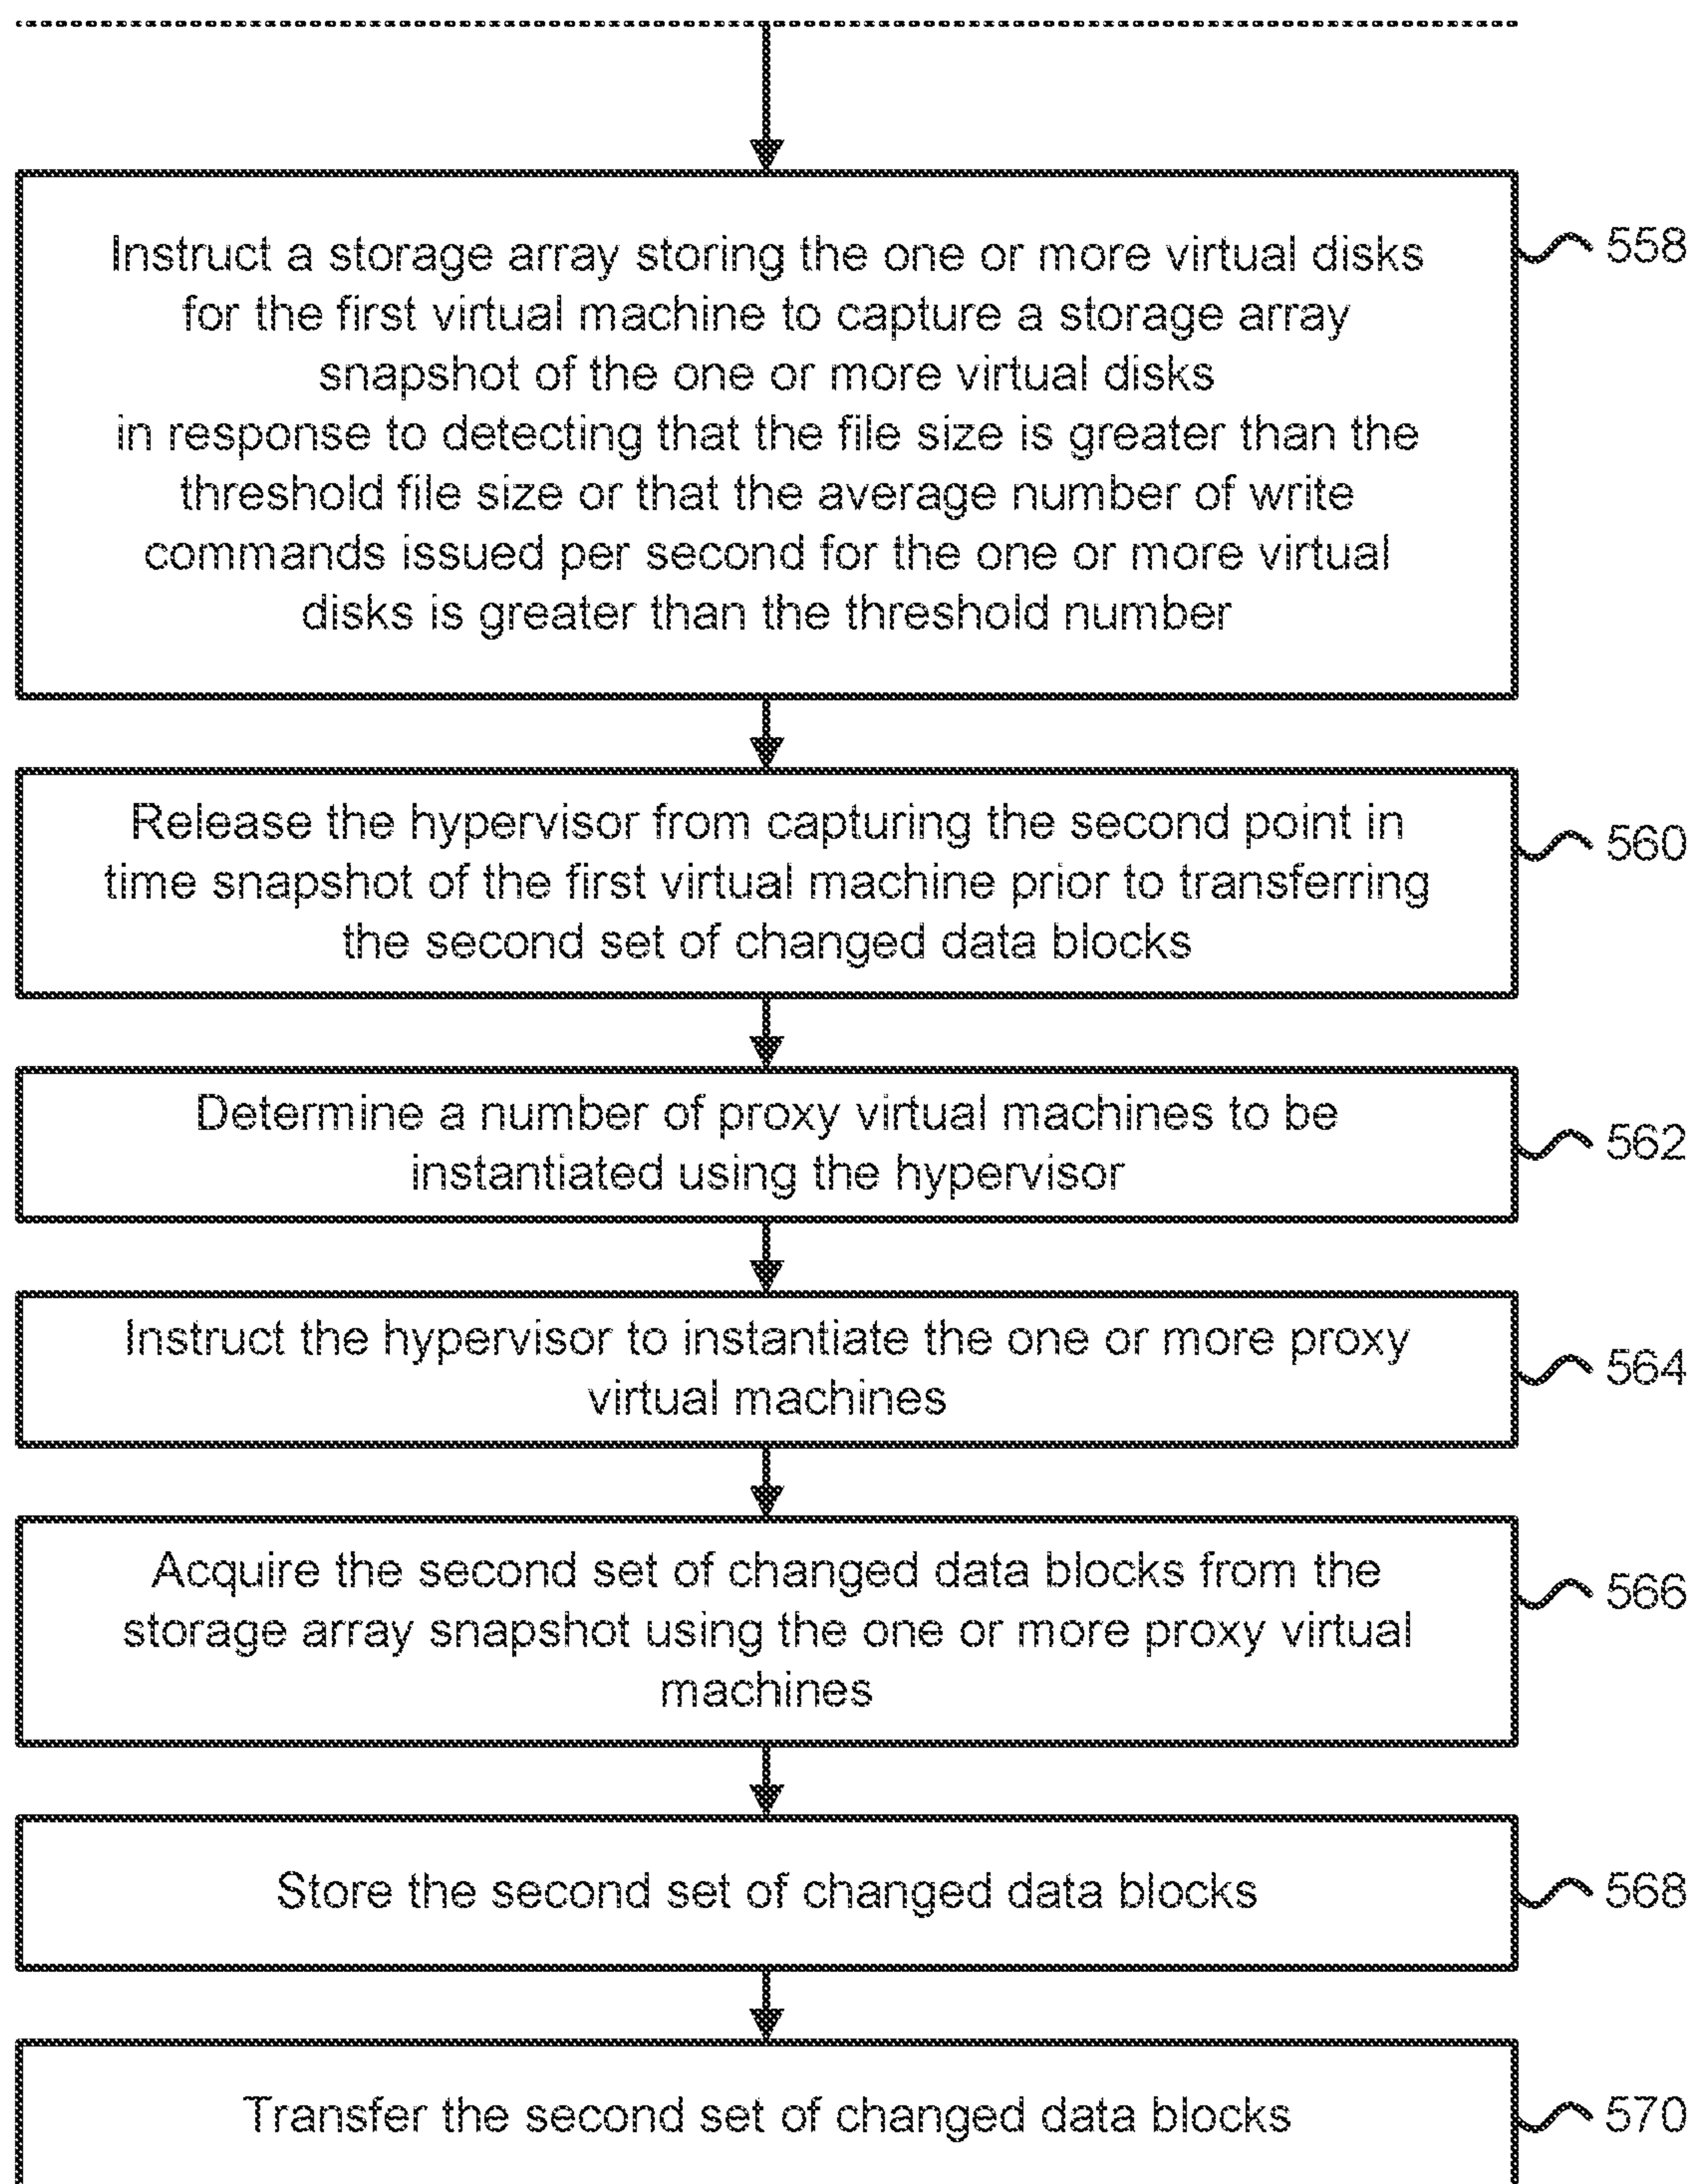 Instruct a storage array storing the one or more virtual disks
for the first virtual machine to capture a storage array
snapshot of the one or more virtual disks
in response to detecting that the file size is greater than the
threshold file size or that the average number of write
commands issued per second for the one or more virtual
disks is greater than the threshold number
558
Release the hypervisor from capturing the second point in
time snapshot of the first virtual machine prior to transferring
the second set of changed data blocks
560
Determine a number of proxy virtual machines to be
instantiated using the hypervisor
562
Instruct the hypervisor to instantiate the one or more proxy
virtual machines
564
Acquire the second set of changed data blocks from the
storage array snapshot using the one or more proxy virtual
machines
566
Store the second set of changed data blocks
568
Transfer the second set of changed data blocks
570